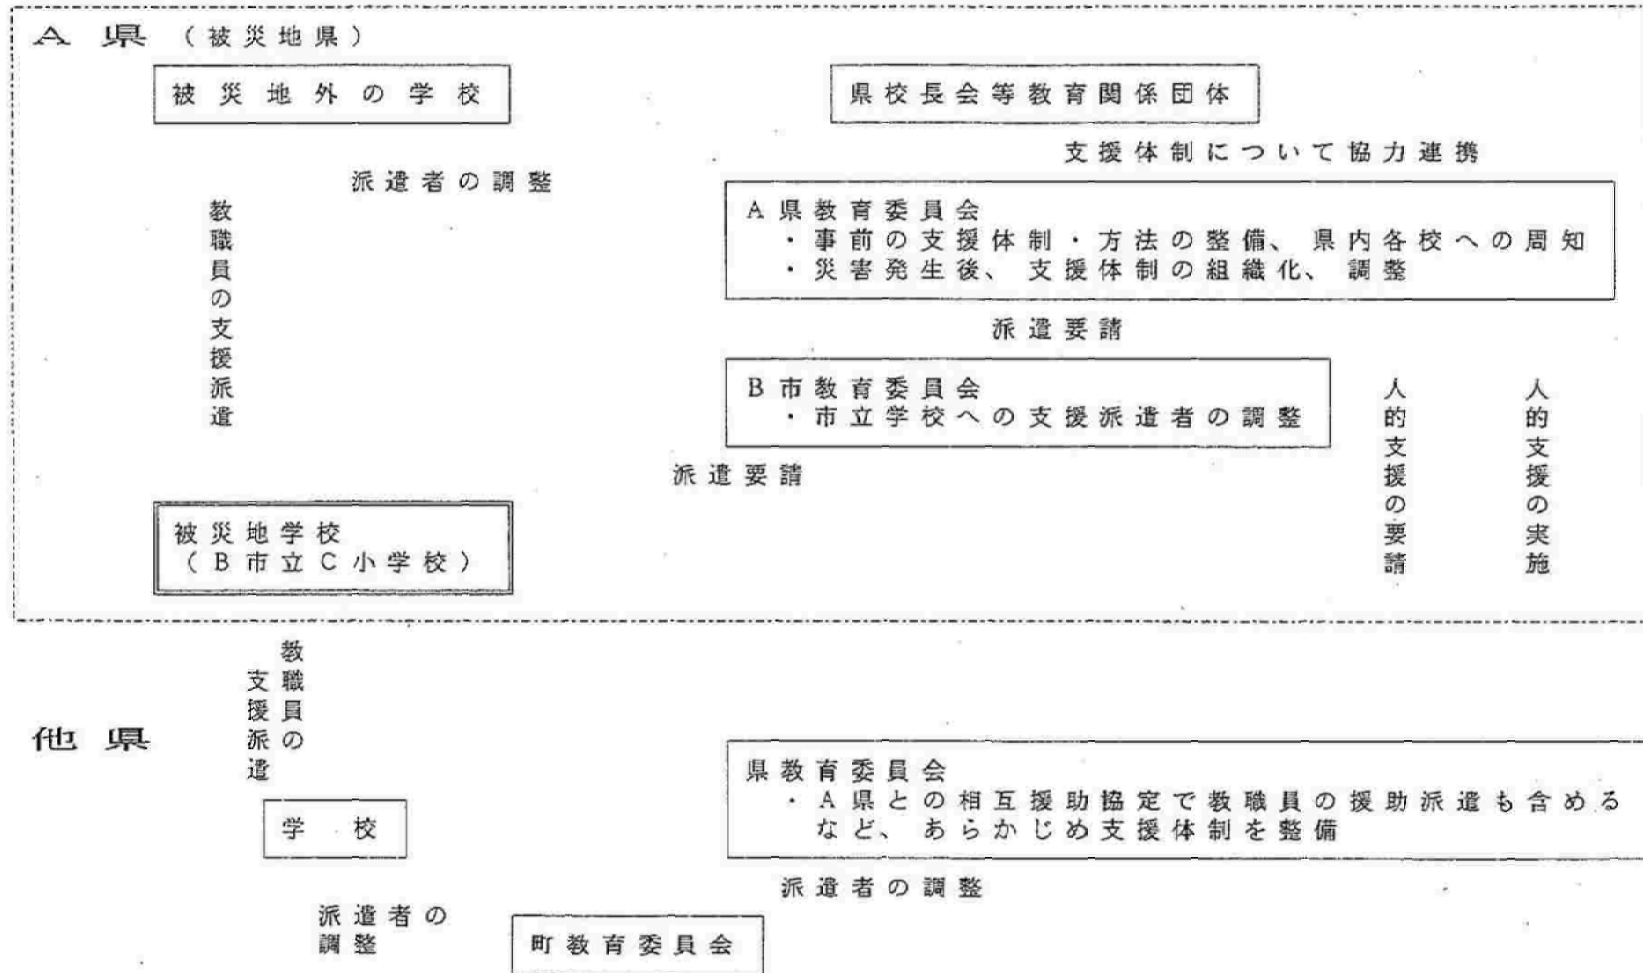 A県（被災地県）
被災地外の学校
県校長会等教育関係団体
支援体制について協力連携
派遣者の調整
教職員の支援派遣
A県教育委員会
・事前の支援体制・方法の整備、県内各校への周知
・災害発生後、支援体制の組織化、調整
派遣要請
B市教育委員会
・市立学校への支援派遣者の調整
人的支援の要請
人的支援の実施
派遣要請
被災地学校
（B市立C小学校）
教職員の
支援派遣
他県
県教育委員会
・A県との相互援助協定で教職員の援助派遣も含める
など、あらかじめ支援体制を整備
学校
派遣者の調整
派遣者の
調整
町教育委員会